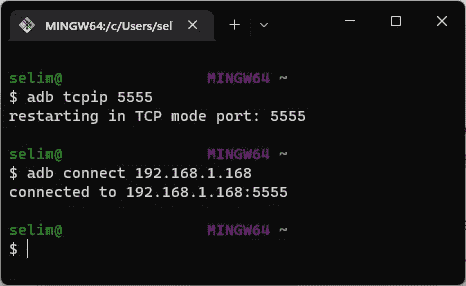 MINGW64:/c/Users/sel
selim@ MINGW64 ~
$ adb tcpip 5555
restarting in TCP mode port: 5555
selim@ MINGW64 ~
$ adb connect 192.168.1.168
connected to 192.168.1.168:5555
selim@ MINGW64 ~
$